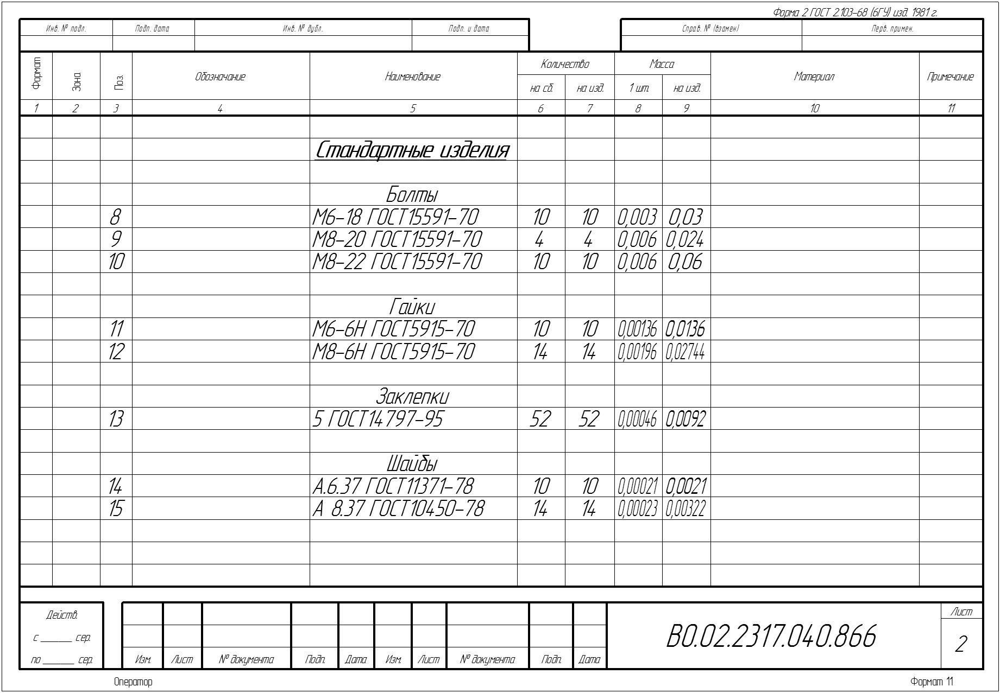 Форма 2 ГОСТ 2.103-68 (6ГУ) изд. 1981 г.
Инв. № подл. Подп. дата Инв. № дубл. Подп. и дата Справ. № (взамен) Перв. примен.
Формат Зона Поз. Обозначание Наименование Количество Масса Материал Примечание
на сб. на изд. 1 шт. на изд.
1 2 3 4 5 6 7 8 9 10 11
Стандартные изделия
Болты
8 М6-18 ГОСТ15591-70 10 10 0,003 0,03
9 М8-20 ГОСТ15591-70 4 4 0,006 0,024
10 М8-22 ГОСТ15591-70 10 10 0,006 0,06
Гайки
11 М6-6Н ГОСТ5915-70 10 10 0,00136 0,0136
12 М8-6Н ГОСТ5915-70 14 14 0,00196 0,02744
Заклепки
13 5 ГОСТ14797-95 52 52 0,00046 0,0092
Шайбы
14 А.6.37 ГОСТ11371-78 10 10 0,00021 0,0021
15 А 8.37 ГОСТ10450-78 14 14 0,00023 0,00322
Действ.
с ______ сер.
по ______ сер.
Изм. Лист № документа Подп. Дата Изм. Лист № документа Подп. Дата
ВО.02.2317.040.866
Лист
2
Оператор Формат 11